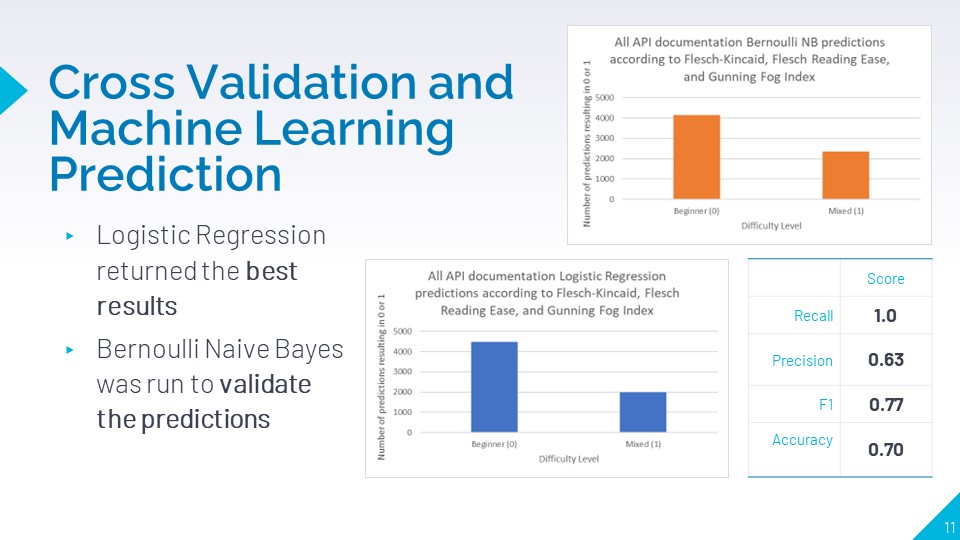 Cross Validation and
Machine Learning
Prediction
▸ Logistic Regression
returned the best
results
▸ Bernoulli Naive Bayes
was run to validate
the predictions
All API documentation Bernoulli NB predictions
according to Flesch-Kincaid, Flesch Reading Ease,
and Gunning Fog Index
Number of predictions resulting in 0 or 1
5000
4000
3000
2000
1000
0
Beginner (0) Mixed (1)
Difficulty Level
All API documentation Logistic Regression
predictions according to Flesch-Kincaid, Flesch
Reading Ease, and Gunning Fog Index
Number of predictions resulting in 0 or 1
5000
4000
3000
2000
1000
0
Beginner (0) Mixed (1)
Difficulty Level
Score
Recall 1.0
Precision 0.63
F1 0.77
Accuracy 0.70
11